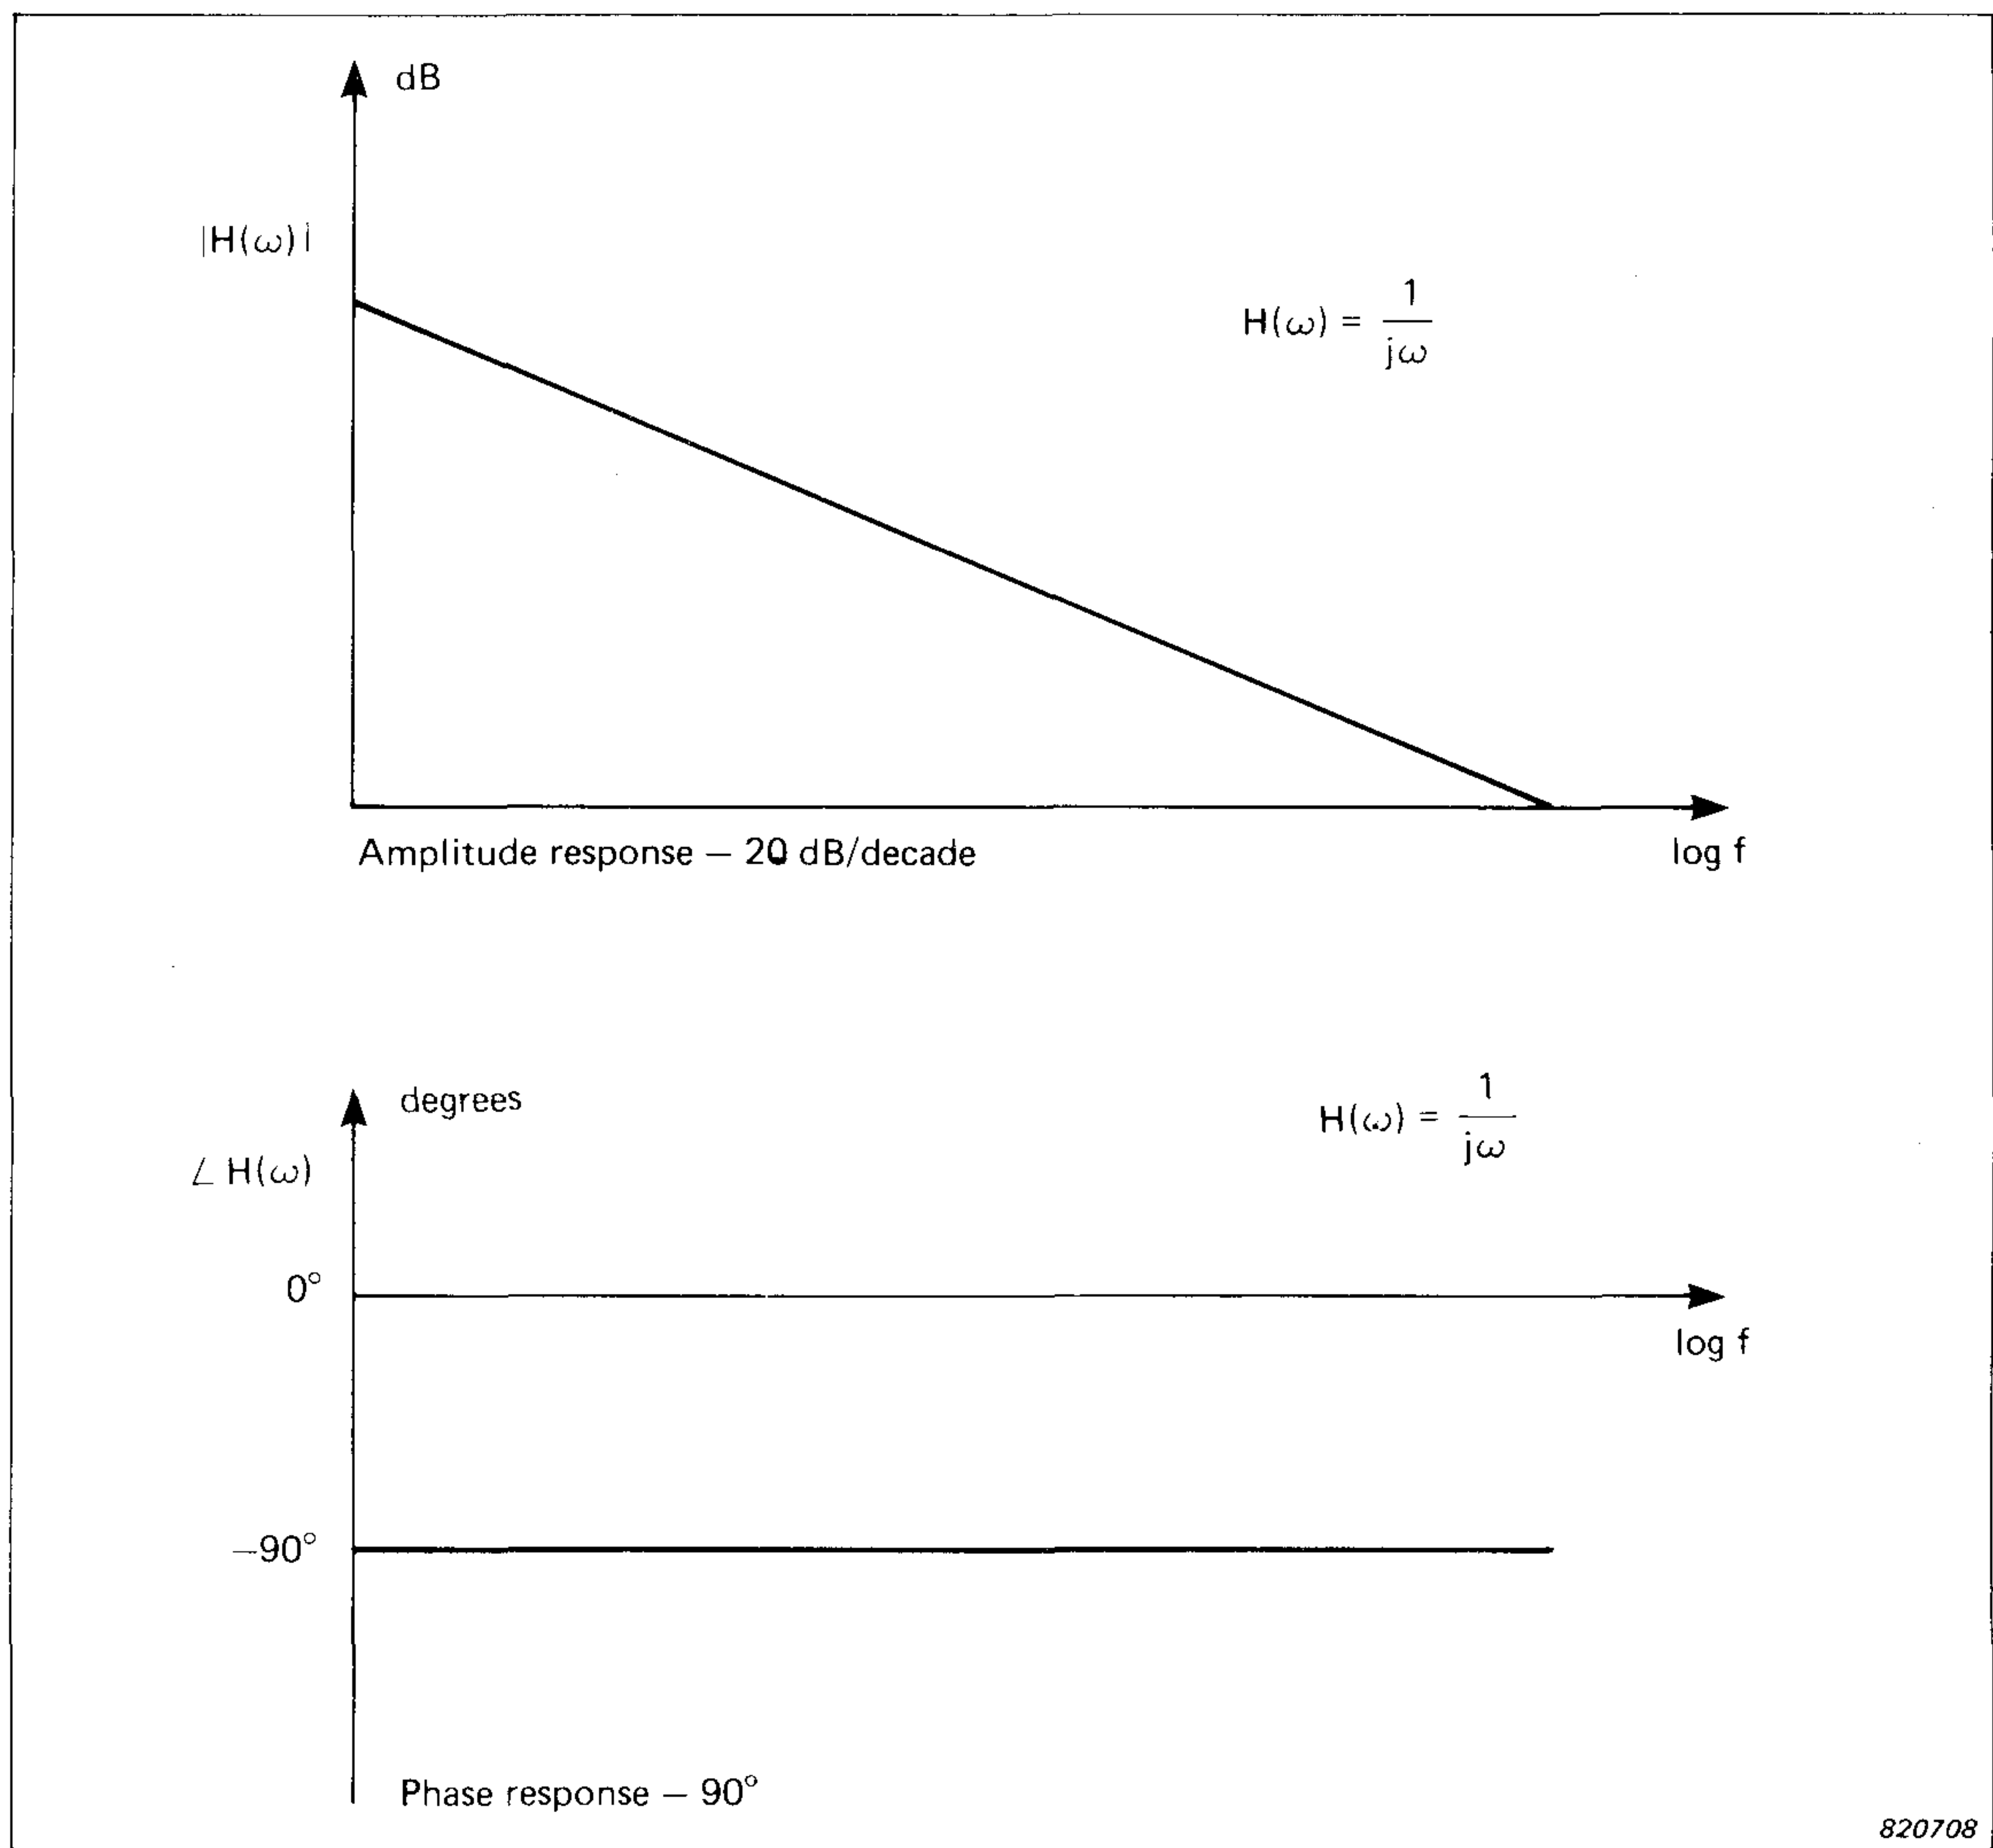 dB
|H(ω)|
H(ω) = 1/jω
Amplitude response – 20 dB/decade
log f
degrees
H(ω) = 1/jω
∠ H(ω)
0°
log f
–90°
Phase response – 90°
820708